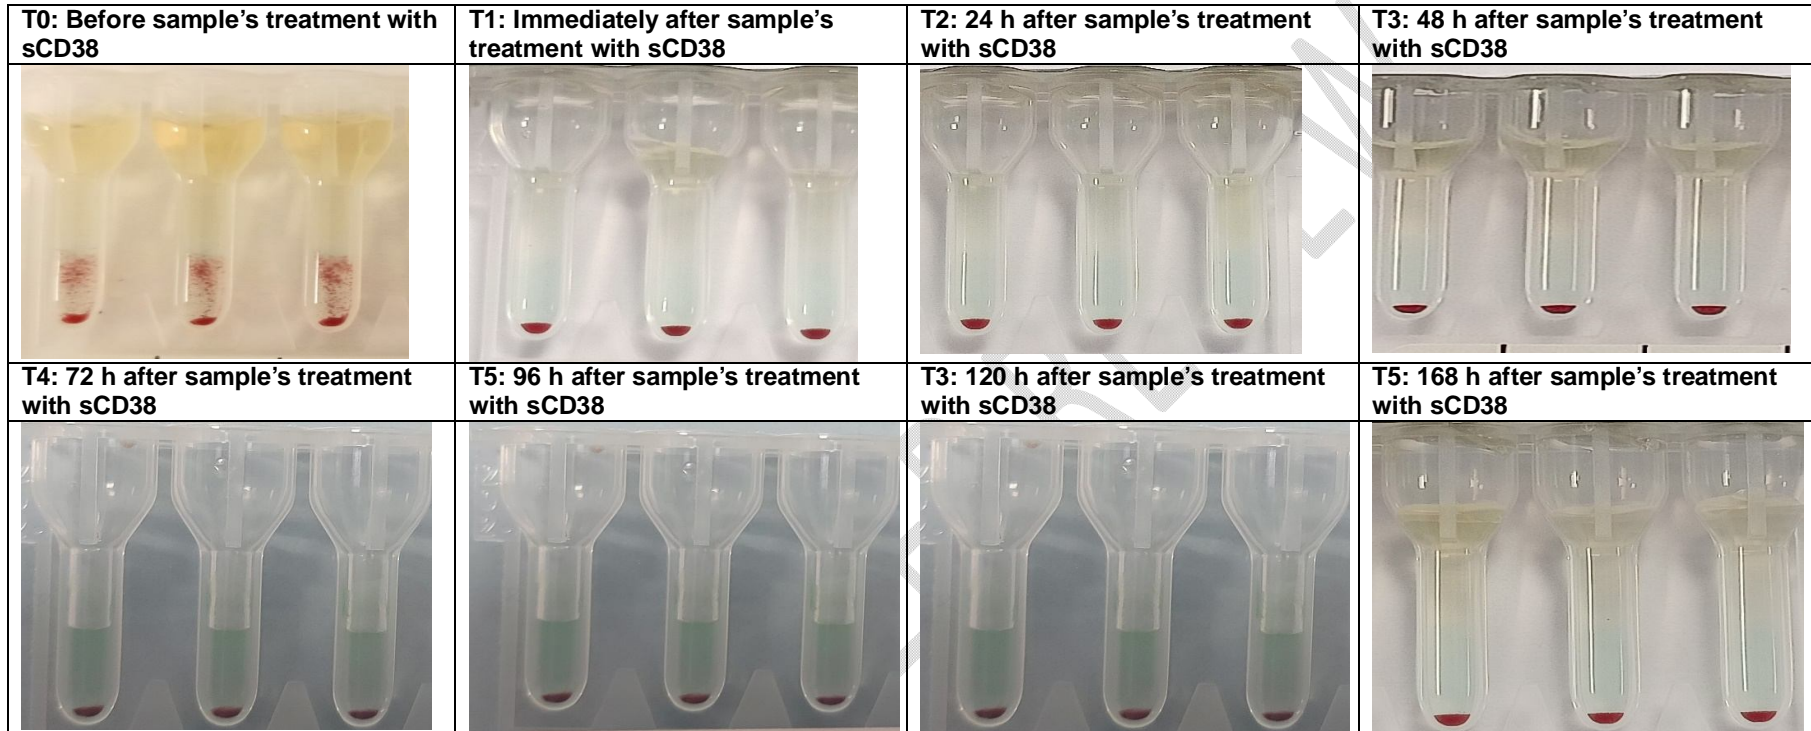 T0: Before sample's treatment with
sCD38
T1: Immediately after sample's
treatment with sCD38
T2: 24 h after sample's treatment
with sCD38
T3: 48 h after sample's treatment
with sCD38
T4: 72 h after sample's treatment
with sCD38
T5: 96 h after sample's treatment
with sCD38
T3: 120 h after sample's treatment
with sCD38
T5: 168 h after sample's treatment
with sCD38